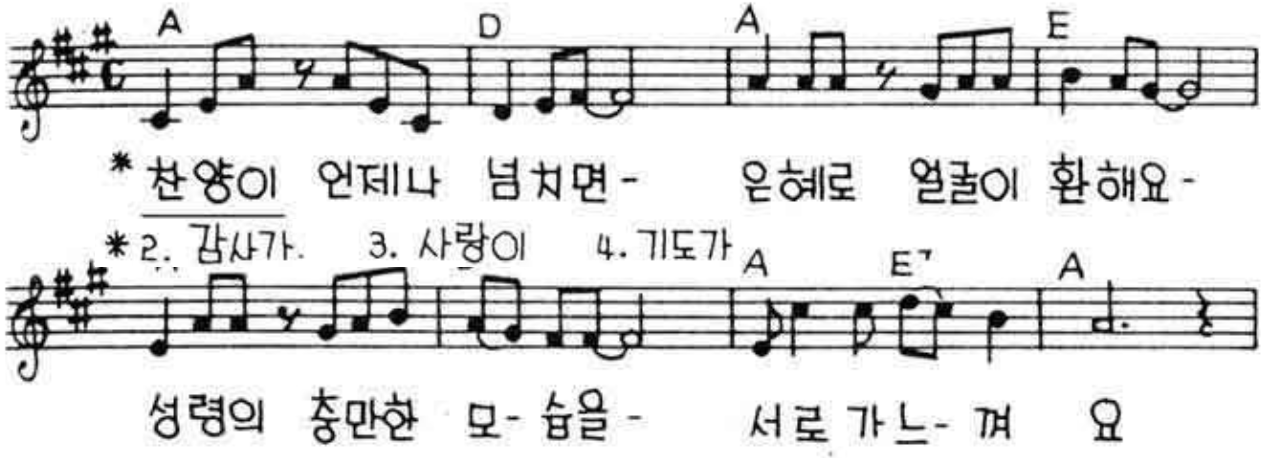 A D A E
* 찬양이 언제나 넘치면- 은혜로 얼굴이 환해요-
* 2. 감사가. 3. 사랑이 4. 기도가
A E7 A
성령의 충만한 모-습을- 서로가 느-껴 요